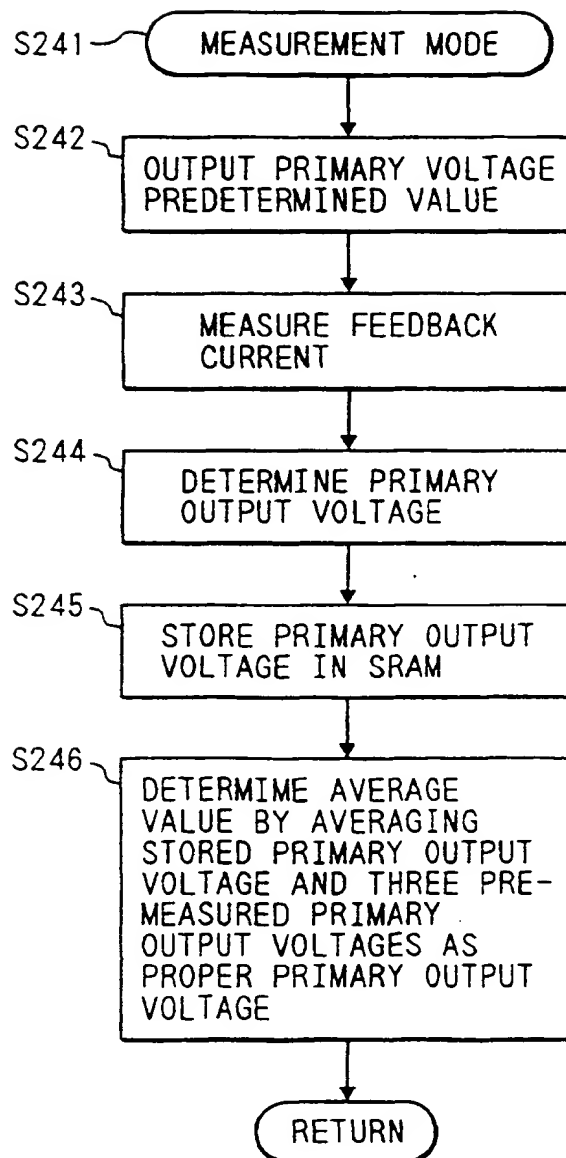 S241
MEASUREMENT MODE
S242
OUTPUT PRIMARY VOLTAGE
PREDETERMINED VALUE
S243
MEASURE FEEDBACK
CURRENT
S244
DETERMINE PRIMARY
OUTPUT VOLTAGE
S245
STORE PRIMARY OUTPUT
VOLTAGE IN SRAM
S246
DETERMIME AVERAGE
VALUE BY AVERAGING
STORED PRIMARY OUTPUT
VOLTAGE AND THREE PRE-
MEASURED PRIMARY
OUTPUT VOLTAGES AS
PROPER PRIMARY OUTPUT
VOLTAGE
RETURN